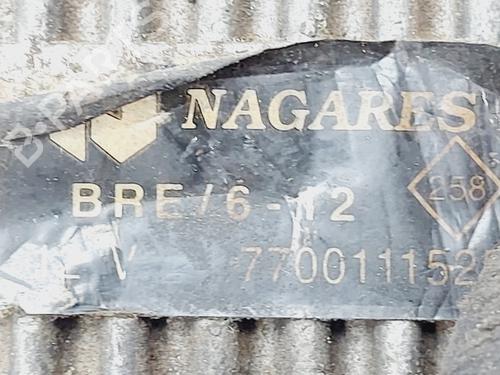 NAGARES
BRE/6-12
258
V
770011152